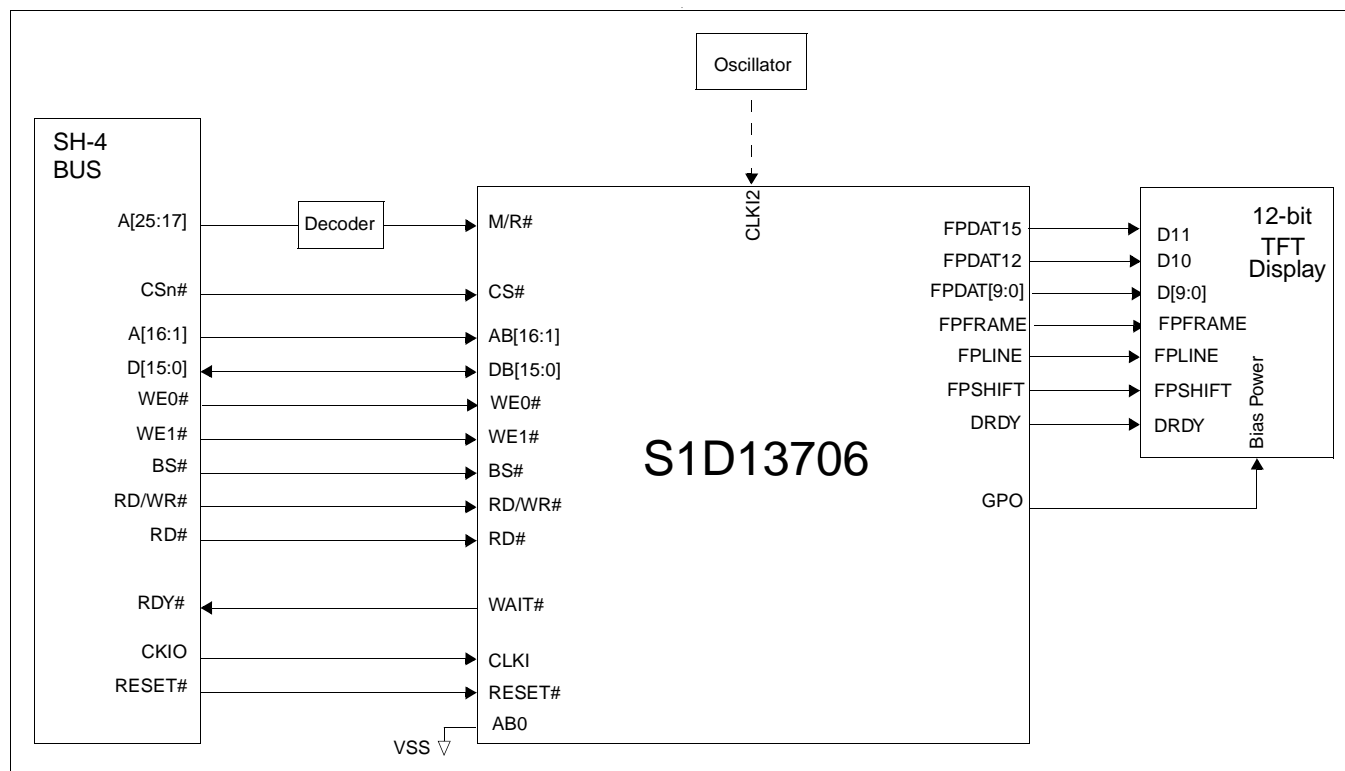 Oscillator
SH-4
BUS
A[25:17]
CSn#
A[16:1]
D[15:0]
WE0#
WE1#
BS#
RD/WR#
RD#
RDY#
CKIO
RESET#
VSS
Decoder
M/R#
CS#
AB[16:1]
DB[15:0]
WE0#
WE1#
BS#
RD/WR#
RD#
WAIT#
CLKI
RESET#
AB0
CLKI2
S1D13706
FPDAT15
FPDAT12
FPDAT[9:0]
FPFRAME
FPLINE
FPSHIFT
DRDY
GPO
12-bit
TFT
Display
D11
D10
D[9:0]
FPFRAME
FPLINE
FPSHIFT
DRDY
Bias Power